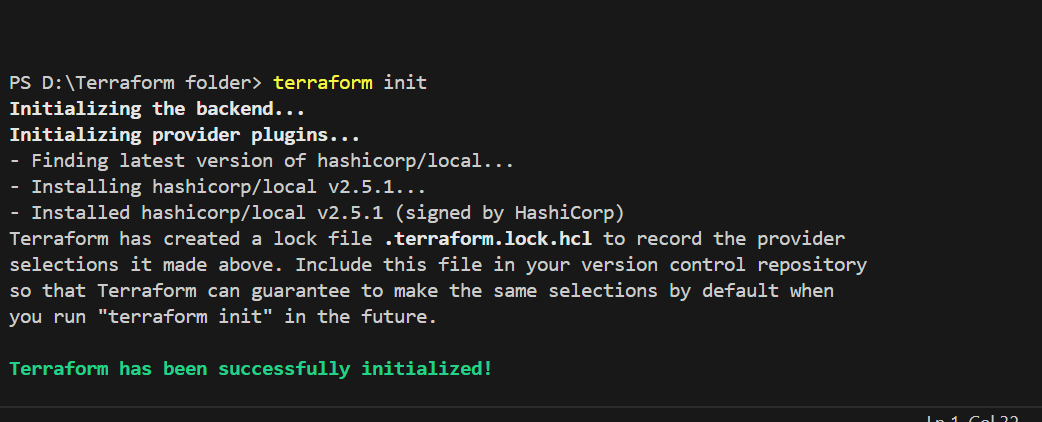 PS D:\Terraform folder> terraform init
Initializing the backend...
Initializing provider plugins...
- Finding latest version of hashicorp/local...
- Installing hashicorp/local v2.5.1...
- Installed hashicorp/local v2.5.1 (signed by HashiCorp)
Terraform has created a lock file .terraform.lock.hcl to record the provider
selections it made above. Include this file in your version control repository
so that Terraform can guarantee to make the same selections by default when
you run "terraform init" in the future.
Terraform has been successfully initialized!
Ln 1, Col 32